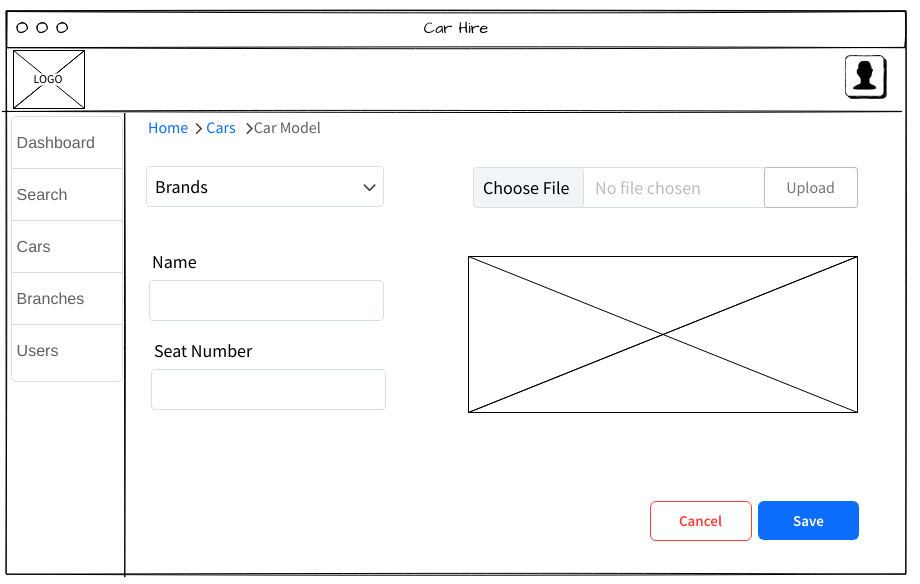 Car Hire
LOGO
Home Cars Car Model
Dashboard
Search
Cars
Branches
Users
Brands
Choose File No file chosen Upload
Name
Seat Number
Cancel Save